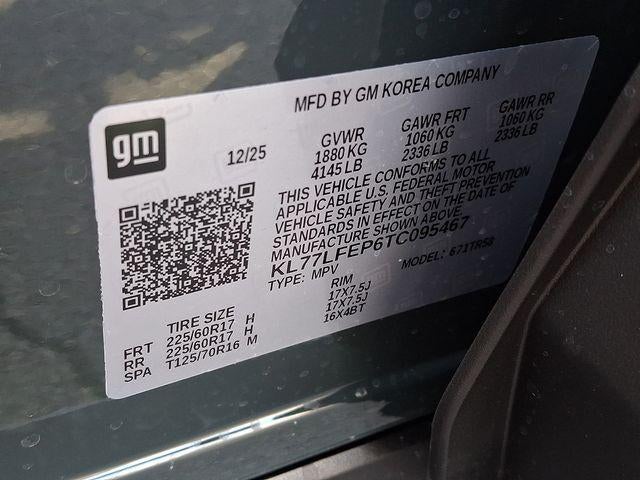 MFD BY GM KOREA COMPANY
gm
12/25
GVWR
1880 KG
4145 LB
GAWR FRT
1060 KG
2336 LB
GAWR RR
1060 KG
2336 LB
THIS VEHICLE CONFORMS TO ALL
APPLICABLE U.S. FEDERAL MOTOR
VEHICLE SAFETY AND THEFT PREVENTION
STANDARDS IN EFFECT ON THE DATE OF
MANUFACTURE SHOWN ABOVE.
KL77LFEP6TC095467
TYPE: MPV
MODEL: 671TR58
TIRE SIZE RIM
FRT 225/60R17 H 17X7.5J
RR 225/60R17 H 17X7.5J
SPA T125/70R16 M 16X4BT